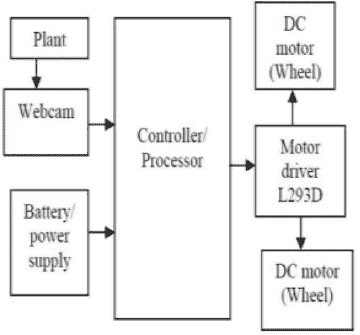 Plant
Webcam
Battery/
power
supply
Controller/
Processor
DC
motor
(Wheel)
Motor
driver
L293D
DC motor
(Wheel)